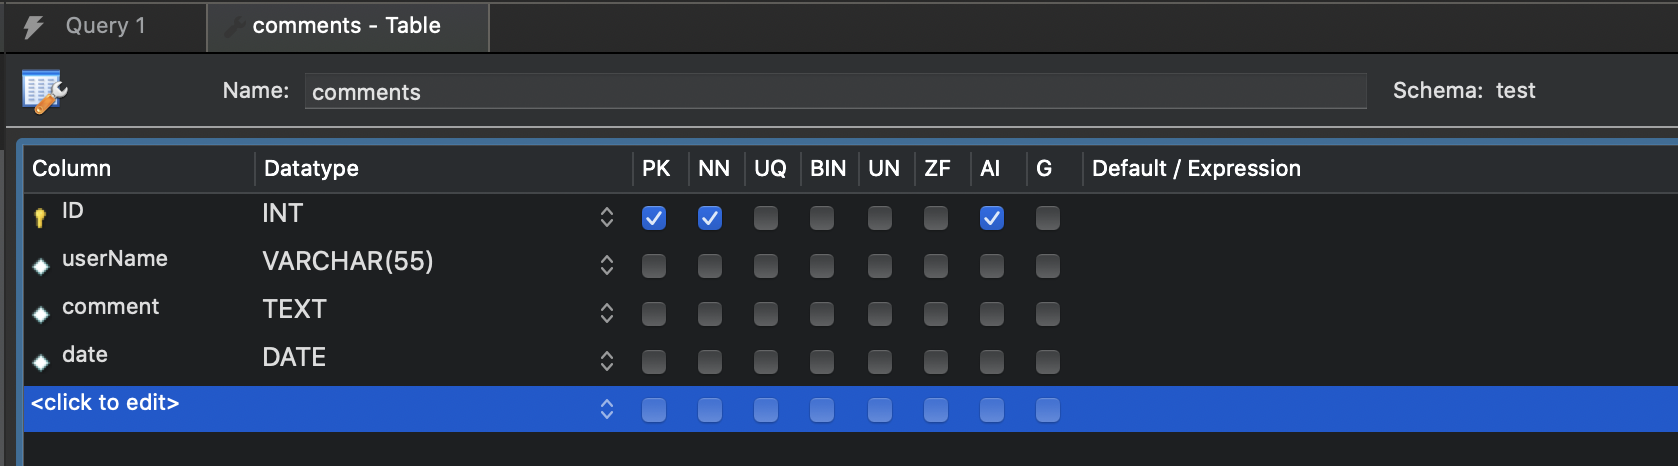 Query 1 comments - Table
Name: comments Schema: test
Column Datatype PK NN UQ BIN UN ZF AI G Default / Expression
ID INT
userName VARCHAR(55)
comment TEXT
date DATE
<click to edit>